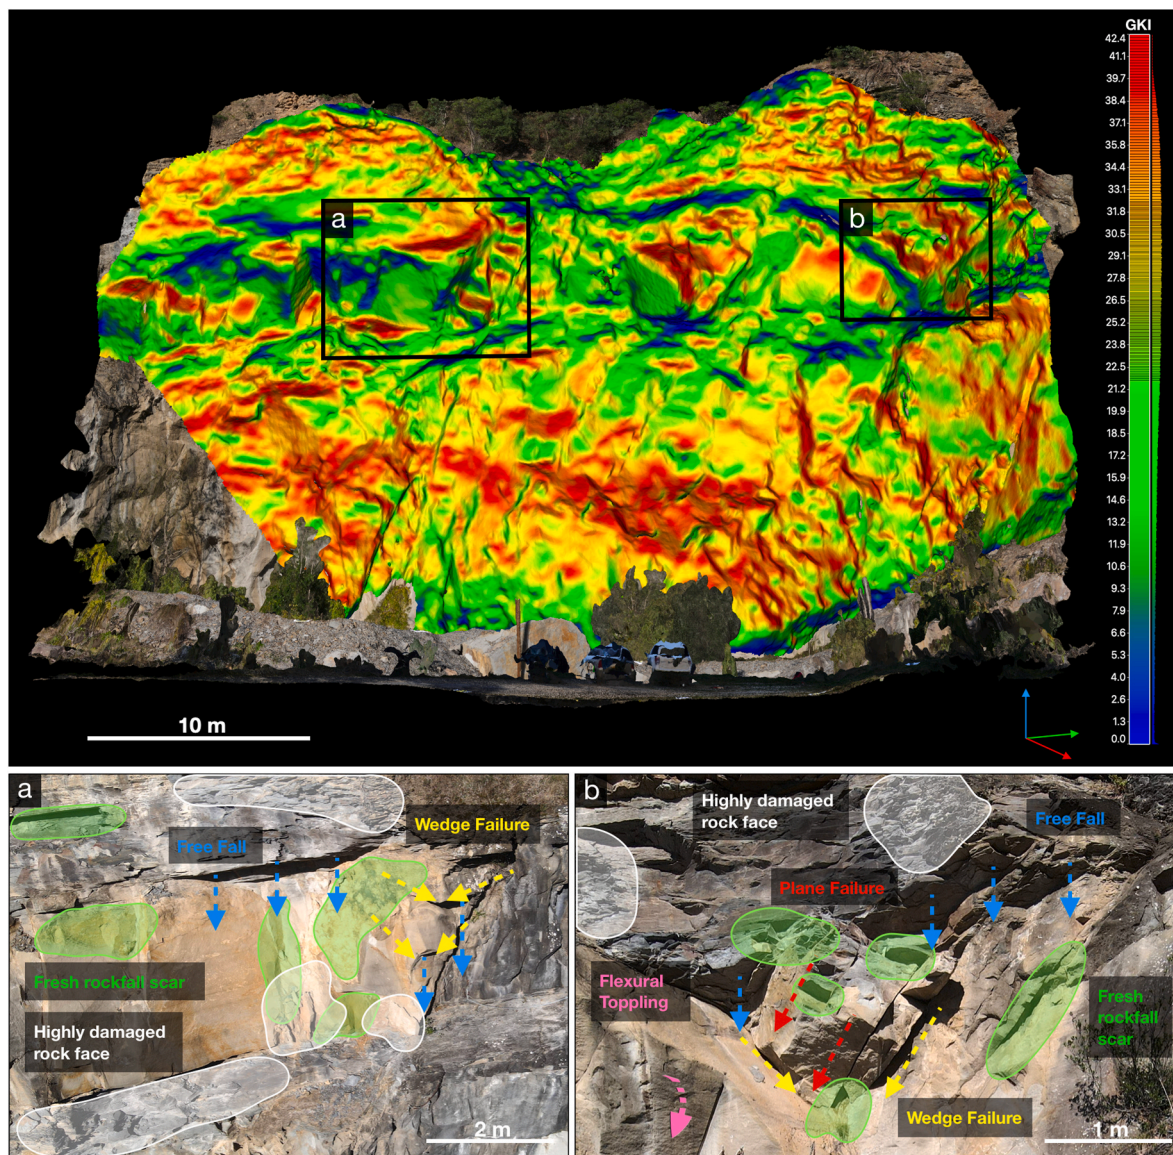 GKI
42.4
41.1
39.7
38.4
37.1
35.8
34.4
33.1
31.8
30.5
29.1
27.8
26.5
25.2
23.8
22.5
21.2
19.9
18.5
17.2
15.9
14.6
13.2
11.9
10.6
9.3
7.9
6.6
5.3
4.0
2.6
1.3
0.0
a
b
10 m
a
Free Fall
Wedge Failure
Fresh rockfall scar
Highly damaged
rock face
2 m
b
Highly damaged
rock face
Free Fall
Plane Failure
Flexural
Toppling
Fresh
rockfall
scar
Wedge Failure
1 m